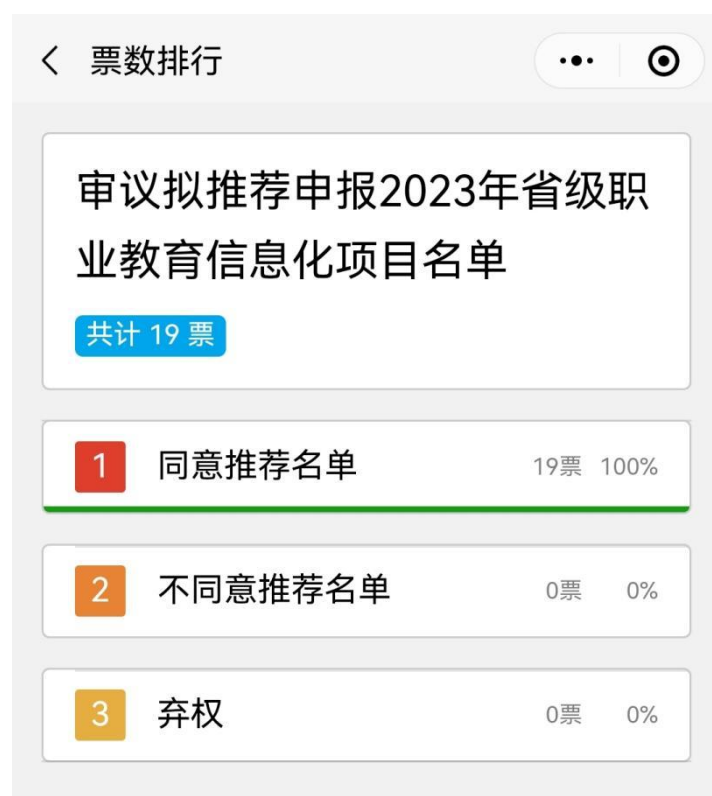 票数排行
审议拟推荐申报2023年省级职
业教育信息化项目名单
共计 19 票
1 同意推荐名单 19票 100%
2 不同意推荐名单 0票 0%
3 弃权 0票 0%